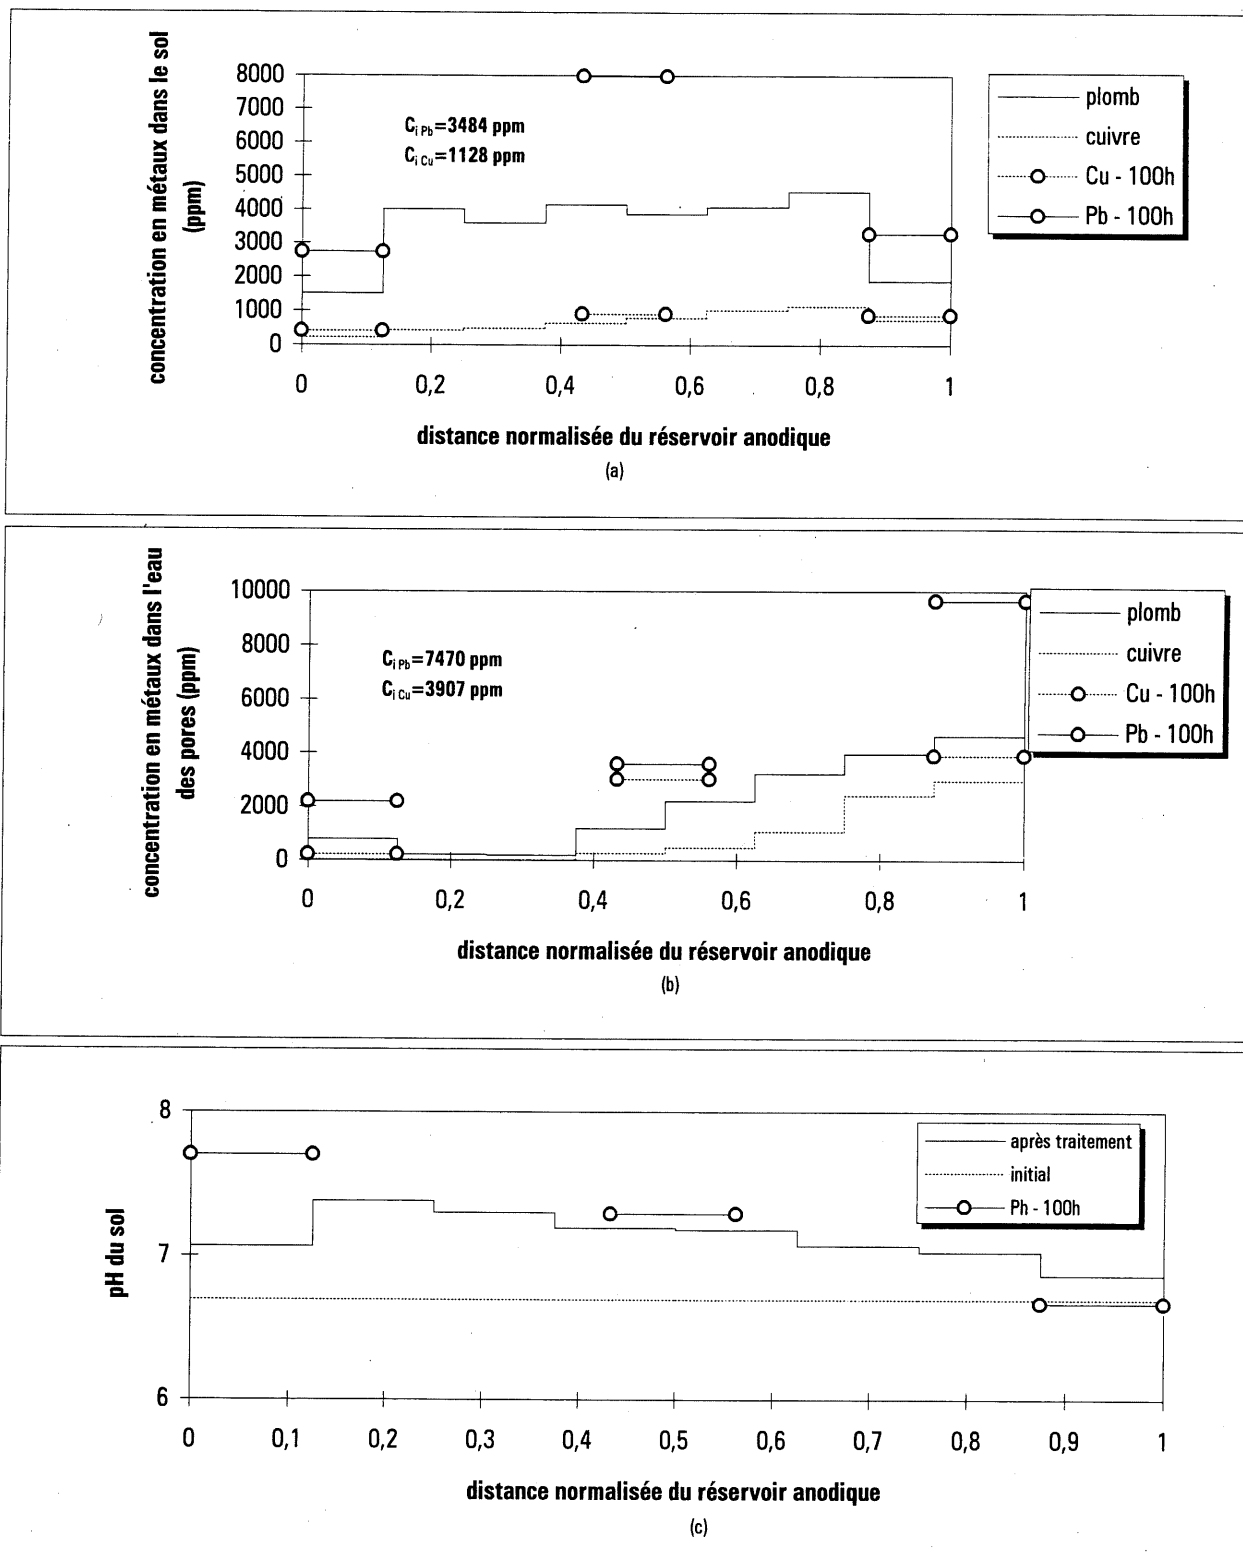 concentration en métaux dans le sol
(ppm)
8000
7000
6000
5000
4000
3000
2000
1000
0
C i Pb=3484 ppm
C i Cu=1128 ppm
plomb
cuivre
Cu - 100h
Pb - 100h
0 0,2 0,4 0,6 0,8 1
distance normalisée du réservoir anodique
(a)
concentration en métaux dans l'eau
des pores (ppm)
10000
8000
6000
4000
2000
0
C i Pb=7470 ppm
C i Cu=3907 ppm
plomb
cuivre
Cu - 100h
Pb - 100h
0 0,2 0,4 0,6 0,8 1
distance normalisée du réservoir anodique
(b)
pH du sol
8
7
6
après traitement
initial
Ph - 100h
0 0,1 0,2 0,3 0,4 0,5 0,6 0,7 0,8 0,9 1
distance normalisée du réservoir anodique
(c)